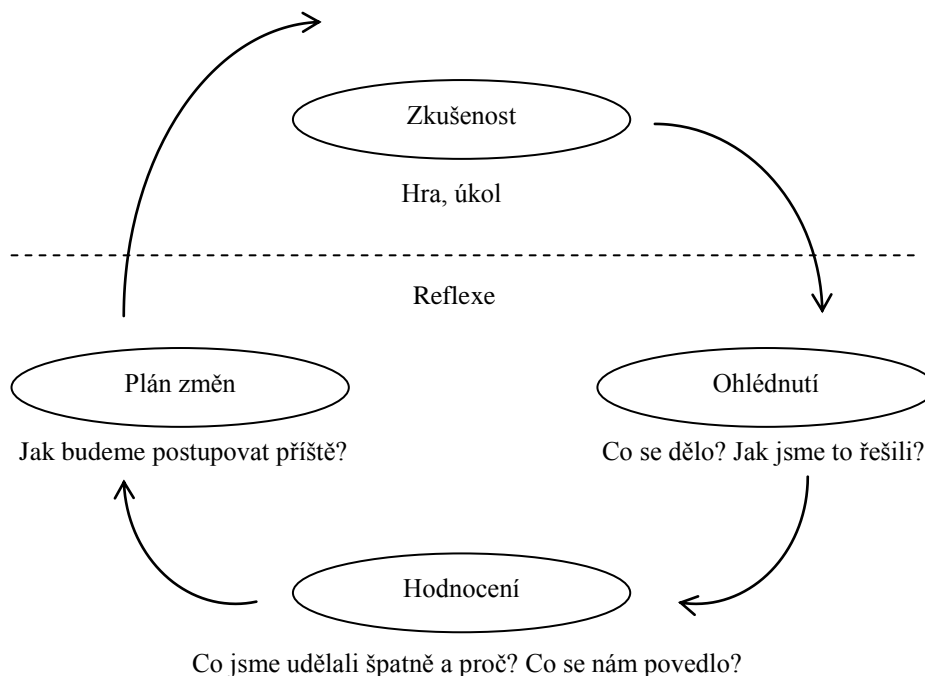 Zkušenost
Hra, úkol
Reflexe
Plán změn
Ohlédnutí
Jak budeme postupovat příště?
Co se dělo? Jak jsme to řešili?
Hodnocení
Co jsme udělali špatně a proč? Co se nám povedlo?